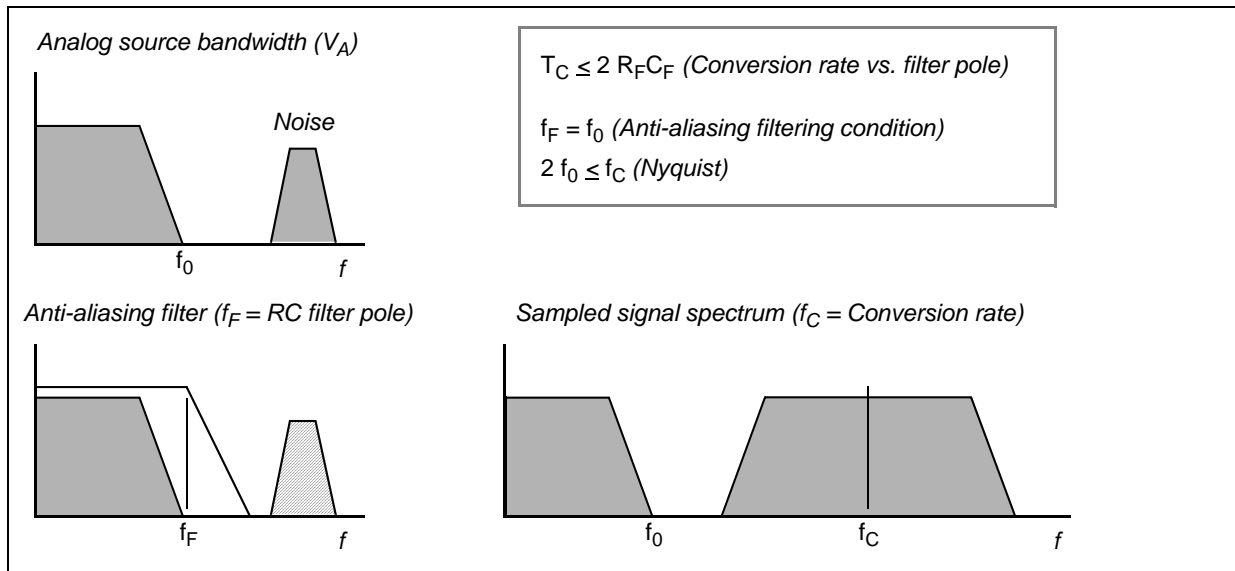 Analog source bandwidth (V_A)
Noise
f_0
f
T_C ≤ 2 R_FC_F (Conversion rate vs. filter pole)
f_F = f_0 (Anti-aliasing filtering condition)
2 f_0 ≤ f_C (Nyquist)
Anti-aliasing filter (f_F = RC filter pole)
f_F
f
Sampled signal spectrum (f_C = Conversion rate)
f_0
f_C
f